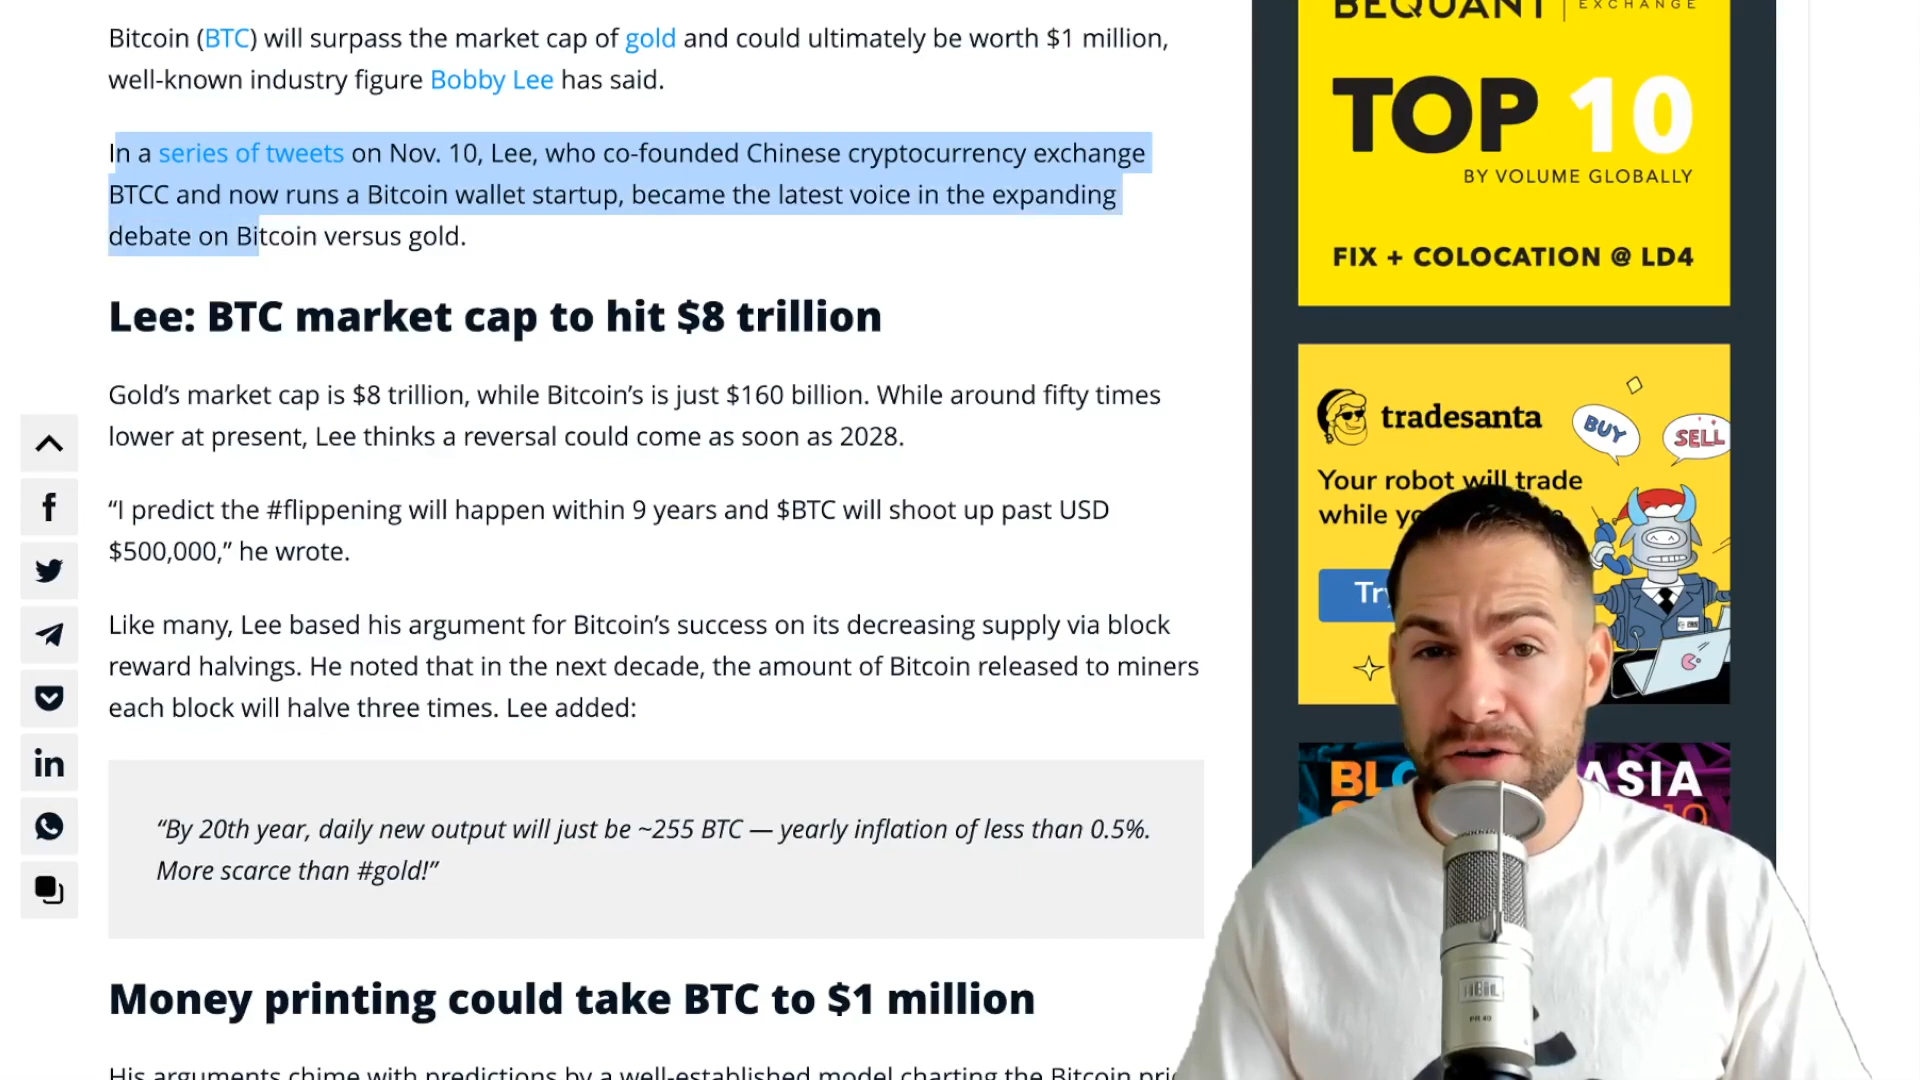 Bitcoin (BTC) will surpass the market cap of gold and could ultimately be worth $1 million,
well-known industry figure Bobby Lee has said.
In a series of tweets on Nov. 10, Lee, who co-founded Chinese cryptocurrency exchange
BTCC and now runs a Bitcoin wallet startup, became the latest voice in the expanding
debate on Bitcoin versus gold.
Lee: BTC market cap to hit $8 trillion
Gold’s market cap is $8 trillion, while Bitcoin’s is just $160 billion. While around fifty times
lower at present, Lee thinks a reversal could come as soon as 2028.
“I predict the #flippening will happen within 9 years and $BTC will shoot up past USD
$500,000,” he wrote.
Like many, Lee based his argument for Bitcoin’s success on its decreasing supply via block
reward halvings. He noted that in the next decade, the amount of Bitcoin released to miners
each block will halve three times. Lee added:
“By 20th year, daily new output will just be ~255 BTC — yearly inflation of less than 0.5%.
More scarce than #gold!”
Money printing could take BTC to $1 million
His arguments chime with predictions by a well-established model charting the Bitcoin
BEQUANT | EXCHANGE
TOP 10
BY VOLUME GLOBALLY
FIX + COLOCATION @ LD4
tradesanta
BUY
SELL
Your robot will trade
while
Try
ASIA
PR 40